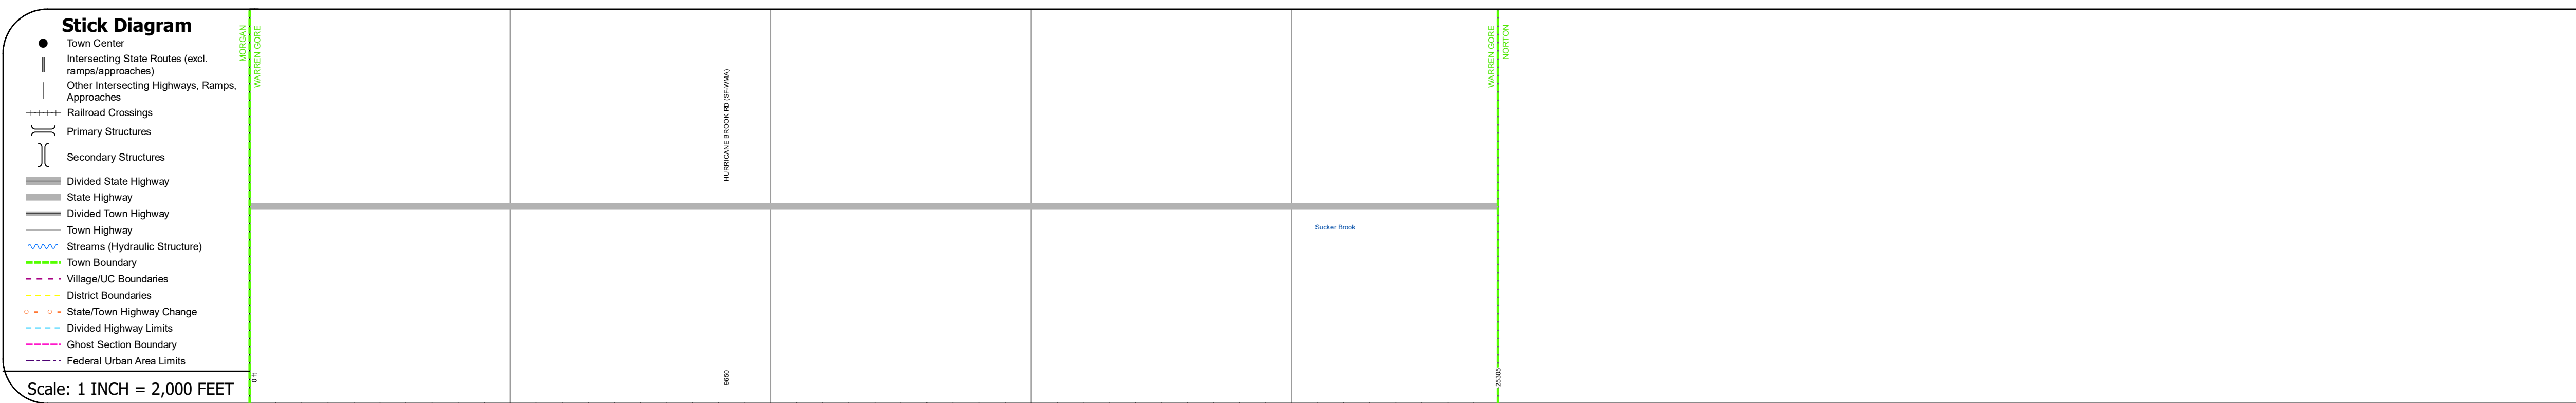 Stick Diagram
Town Center
Intersecting State Routes (excl.
ramps/approaches)
Other Intersecting Highways, Ramps,
Approaches
Railroad Crossings
Primary Structures
Secondary Structures
Divided State Highway
State Highway
Divided Town Highway
Town Highway
Streams (Hydraulic Structure)
Town Boundary
Village/UC Boundaries
District Boundaries
State/Town Highway Change
Divided Highway Limits
Ghost Section Boundary
Federal Urban Area Limits
Scale: 1 INCH = 2,000 FEET
MORGAN
WARREN GORE
0 ft
HURRICANE BROOK RD (SF-WMA)
9650
Sucker Brook
WARREN GORE
NORTON
25305